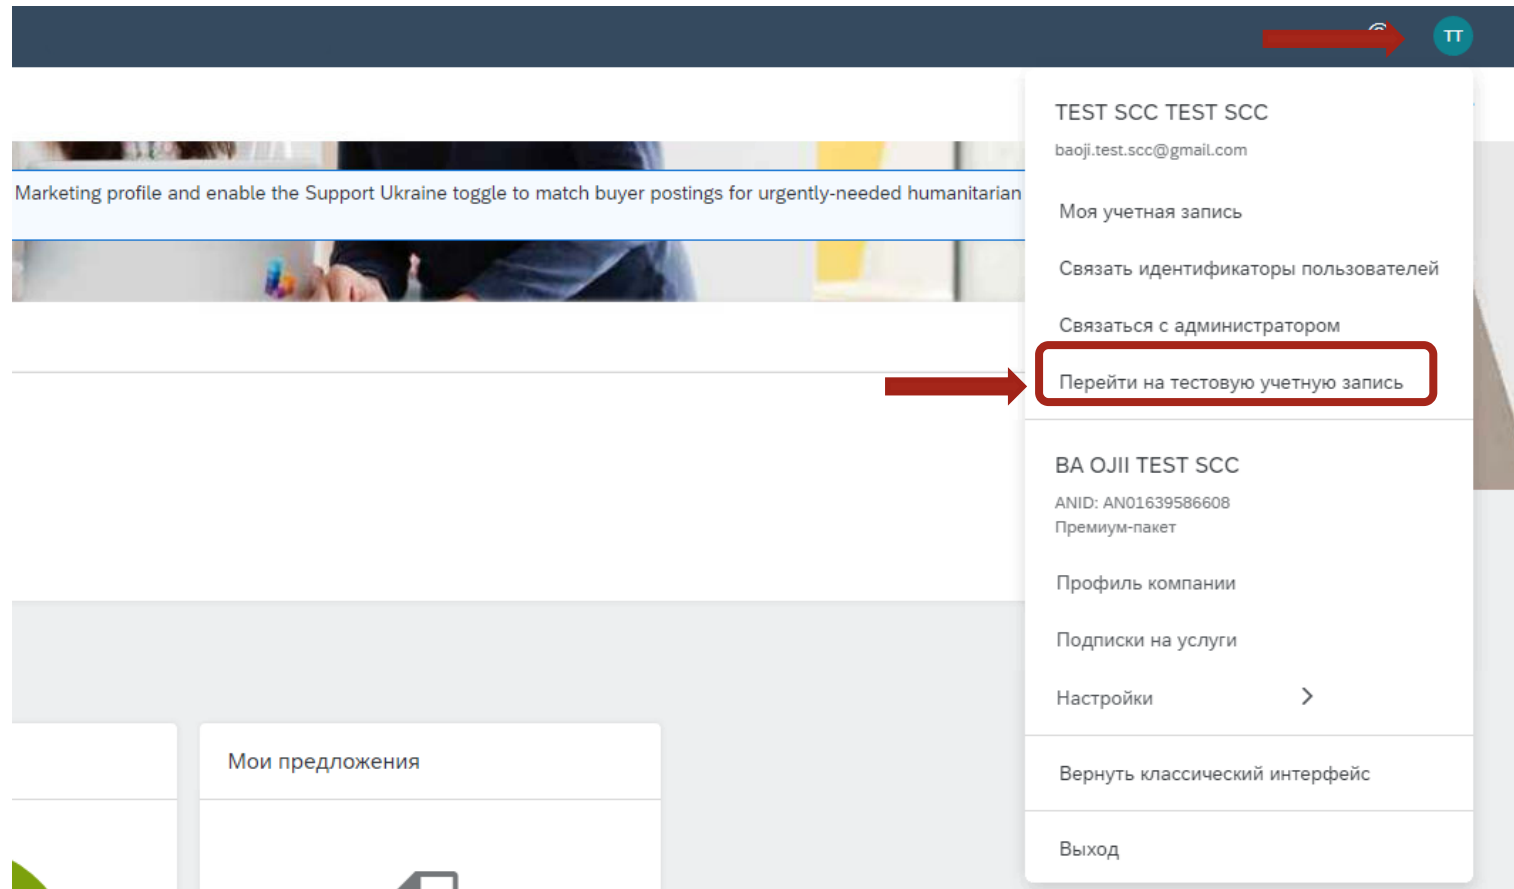 TT
TEST SCC TEST SCC
baoji.test.scc@gmail.com
Marketing profile and enable the Support Ukraine toggle to match buyer postings for urgently-needed humanitarian
Моя учетная запись
Связать идентификаторы пользователей
Связаться с администратором
Перейти на тестовую учетную запись
BA OJII TEST SCC
ANID: AN01639586608
Премиум-пакет
Профиль компании
Подписки на услуги
Настройки
Мои предложения
Вернуть классический интерфейс
Выход